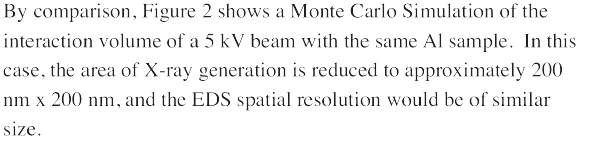 By comparison, Figure 2 shows a Monte Carlo Simulation of the
interaction volume of a 5 kV beam with the same Al sample.  In this
case, the area of X-ray generation is reduced to approximately 200
nm x 200 nm, and the EDS spatial resolution would be of similar
size.